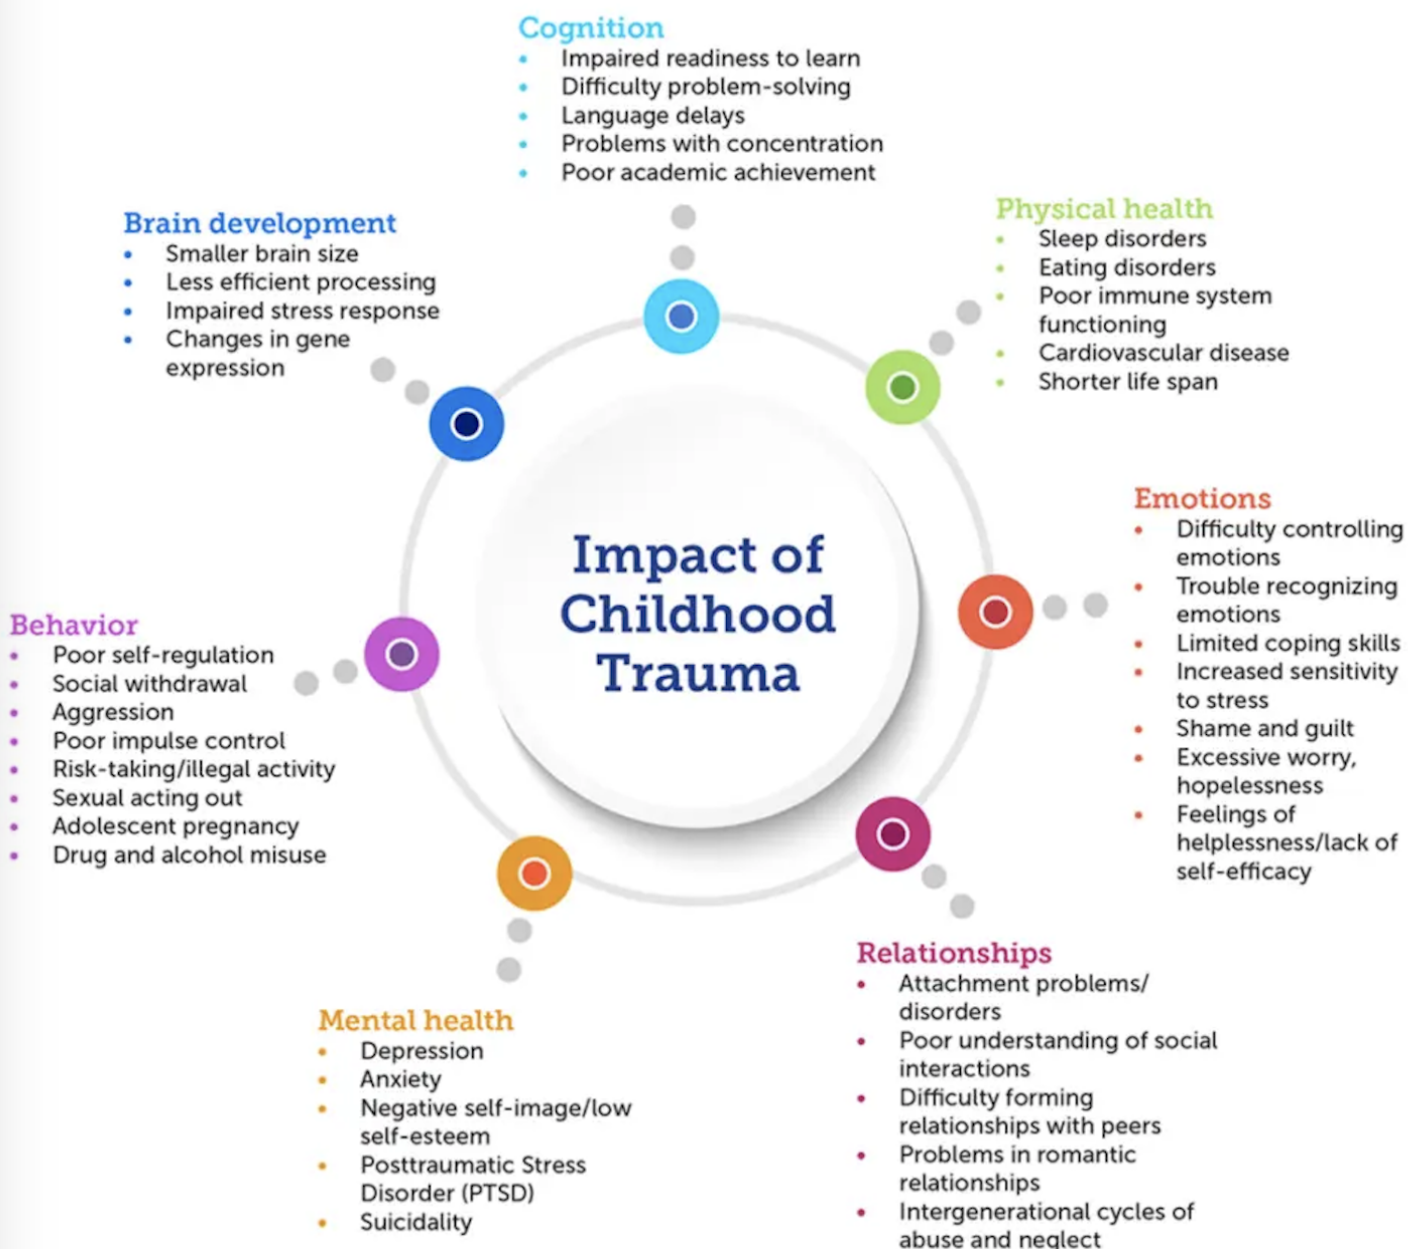 Cognition
Impaired readiness to learn
Difficulty problem-solving
Language delays
Problems with concentration
Poor academic achievement
Physical health
Sleep disorders
Eating disorders
Poor immune system
functioning
Cardiovascular disease
Shorter life span
Emotions
Difficulty controlling
emotions
Trouble recognizing
emotions
Limited coping skills
Increased sensitivity
to stress
Shame and guilt
Excessive worry,
hopelessness
Feelings of
helplessness/lack of
self-efficacy
Relationships
Attachment problems/
disorders
Poor understanding of social
interactions
Difficulty forming
relationships with peers
Problems in romantic
relationships
Intergenerational cycles of
abuse and neglect
Mental health
Depression
Anxiety
Negative self-image/low
self-esteem
Posttraumatic Stress
Disorder (PTSD)
Suicidality
Behavior
Poor self-regulation
Social withdrawal
Aggression
Poor impulse control
Risk-taking/illegal activity
Sexual acting out
Adolescent pregnancy
Drug and alcohol misuse
Brain development
Smaller brain size
Less efficient processing
Impaired stress response
Changes in gene
expression
Impact of
Childhood
Trauma